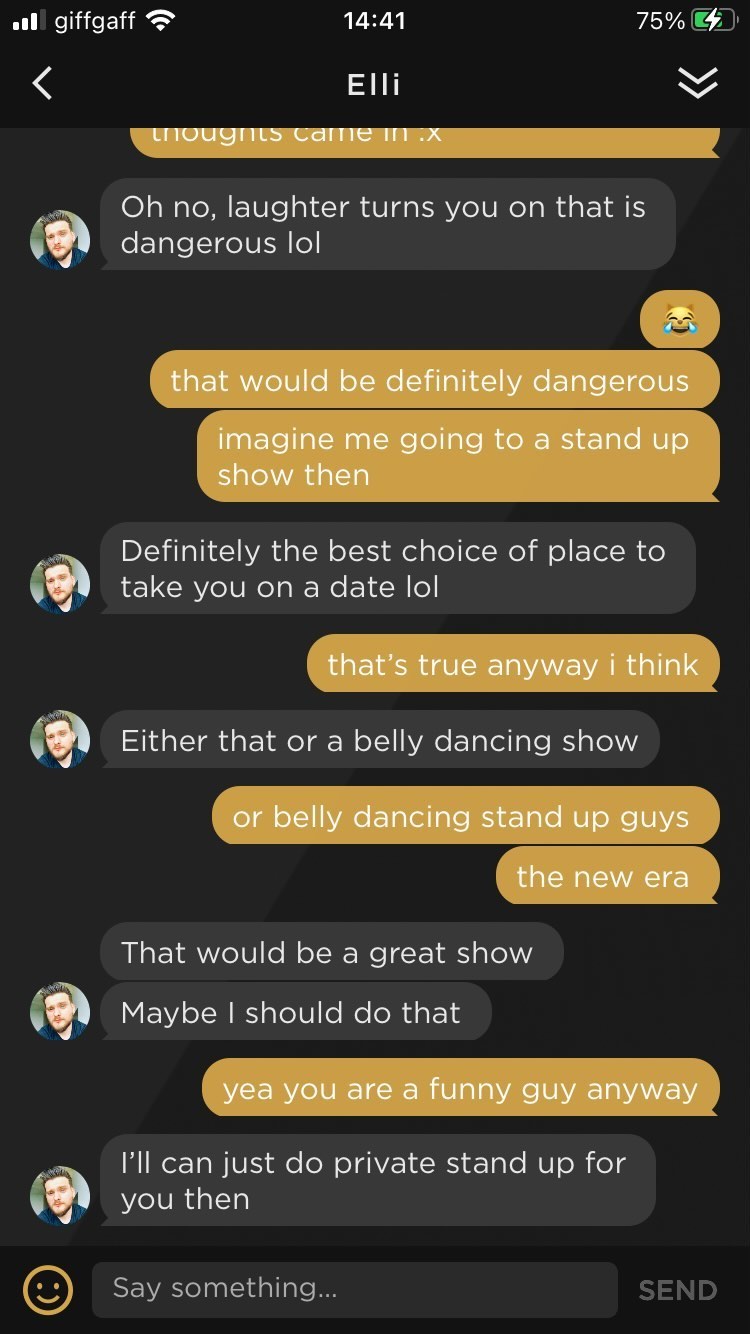 giffgaff 14:41 75%
Elli
thoughts came in :x
Oh no, laughter turns you on that is
dangerous lol
that would be definitely dangerous
imagine me going to a stand up
show then
Definitely the best choice of place to
take you on a date lol
that’s true anyway i think
Either that or a belly dancing show
or belly dancing stand up guys
the new era
That would be a great show
Maybe I should do that
yea you are a funny guy anyway
I’ll can just do private stand up for
you then
Say something... SEND